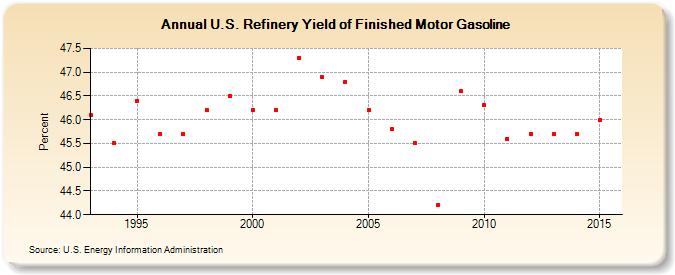 Annual U.S. Refinery Yield of Finished Motor Gasoline
Percent
47.5
47.0
46.5
46.0
45.5
45.0
44.5
44.0
1995 2000 2005 2010 2015
Source: U.S. Energy Information Administration